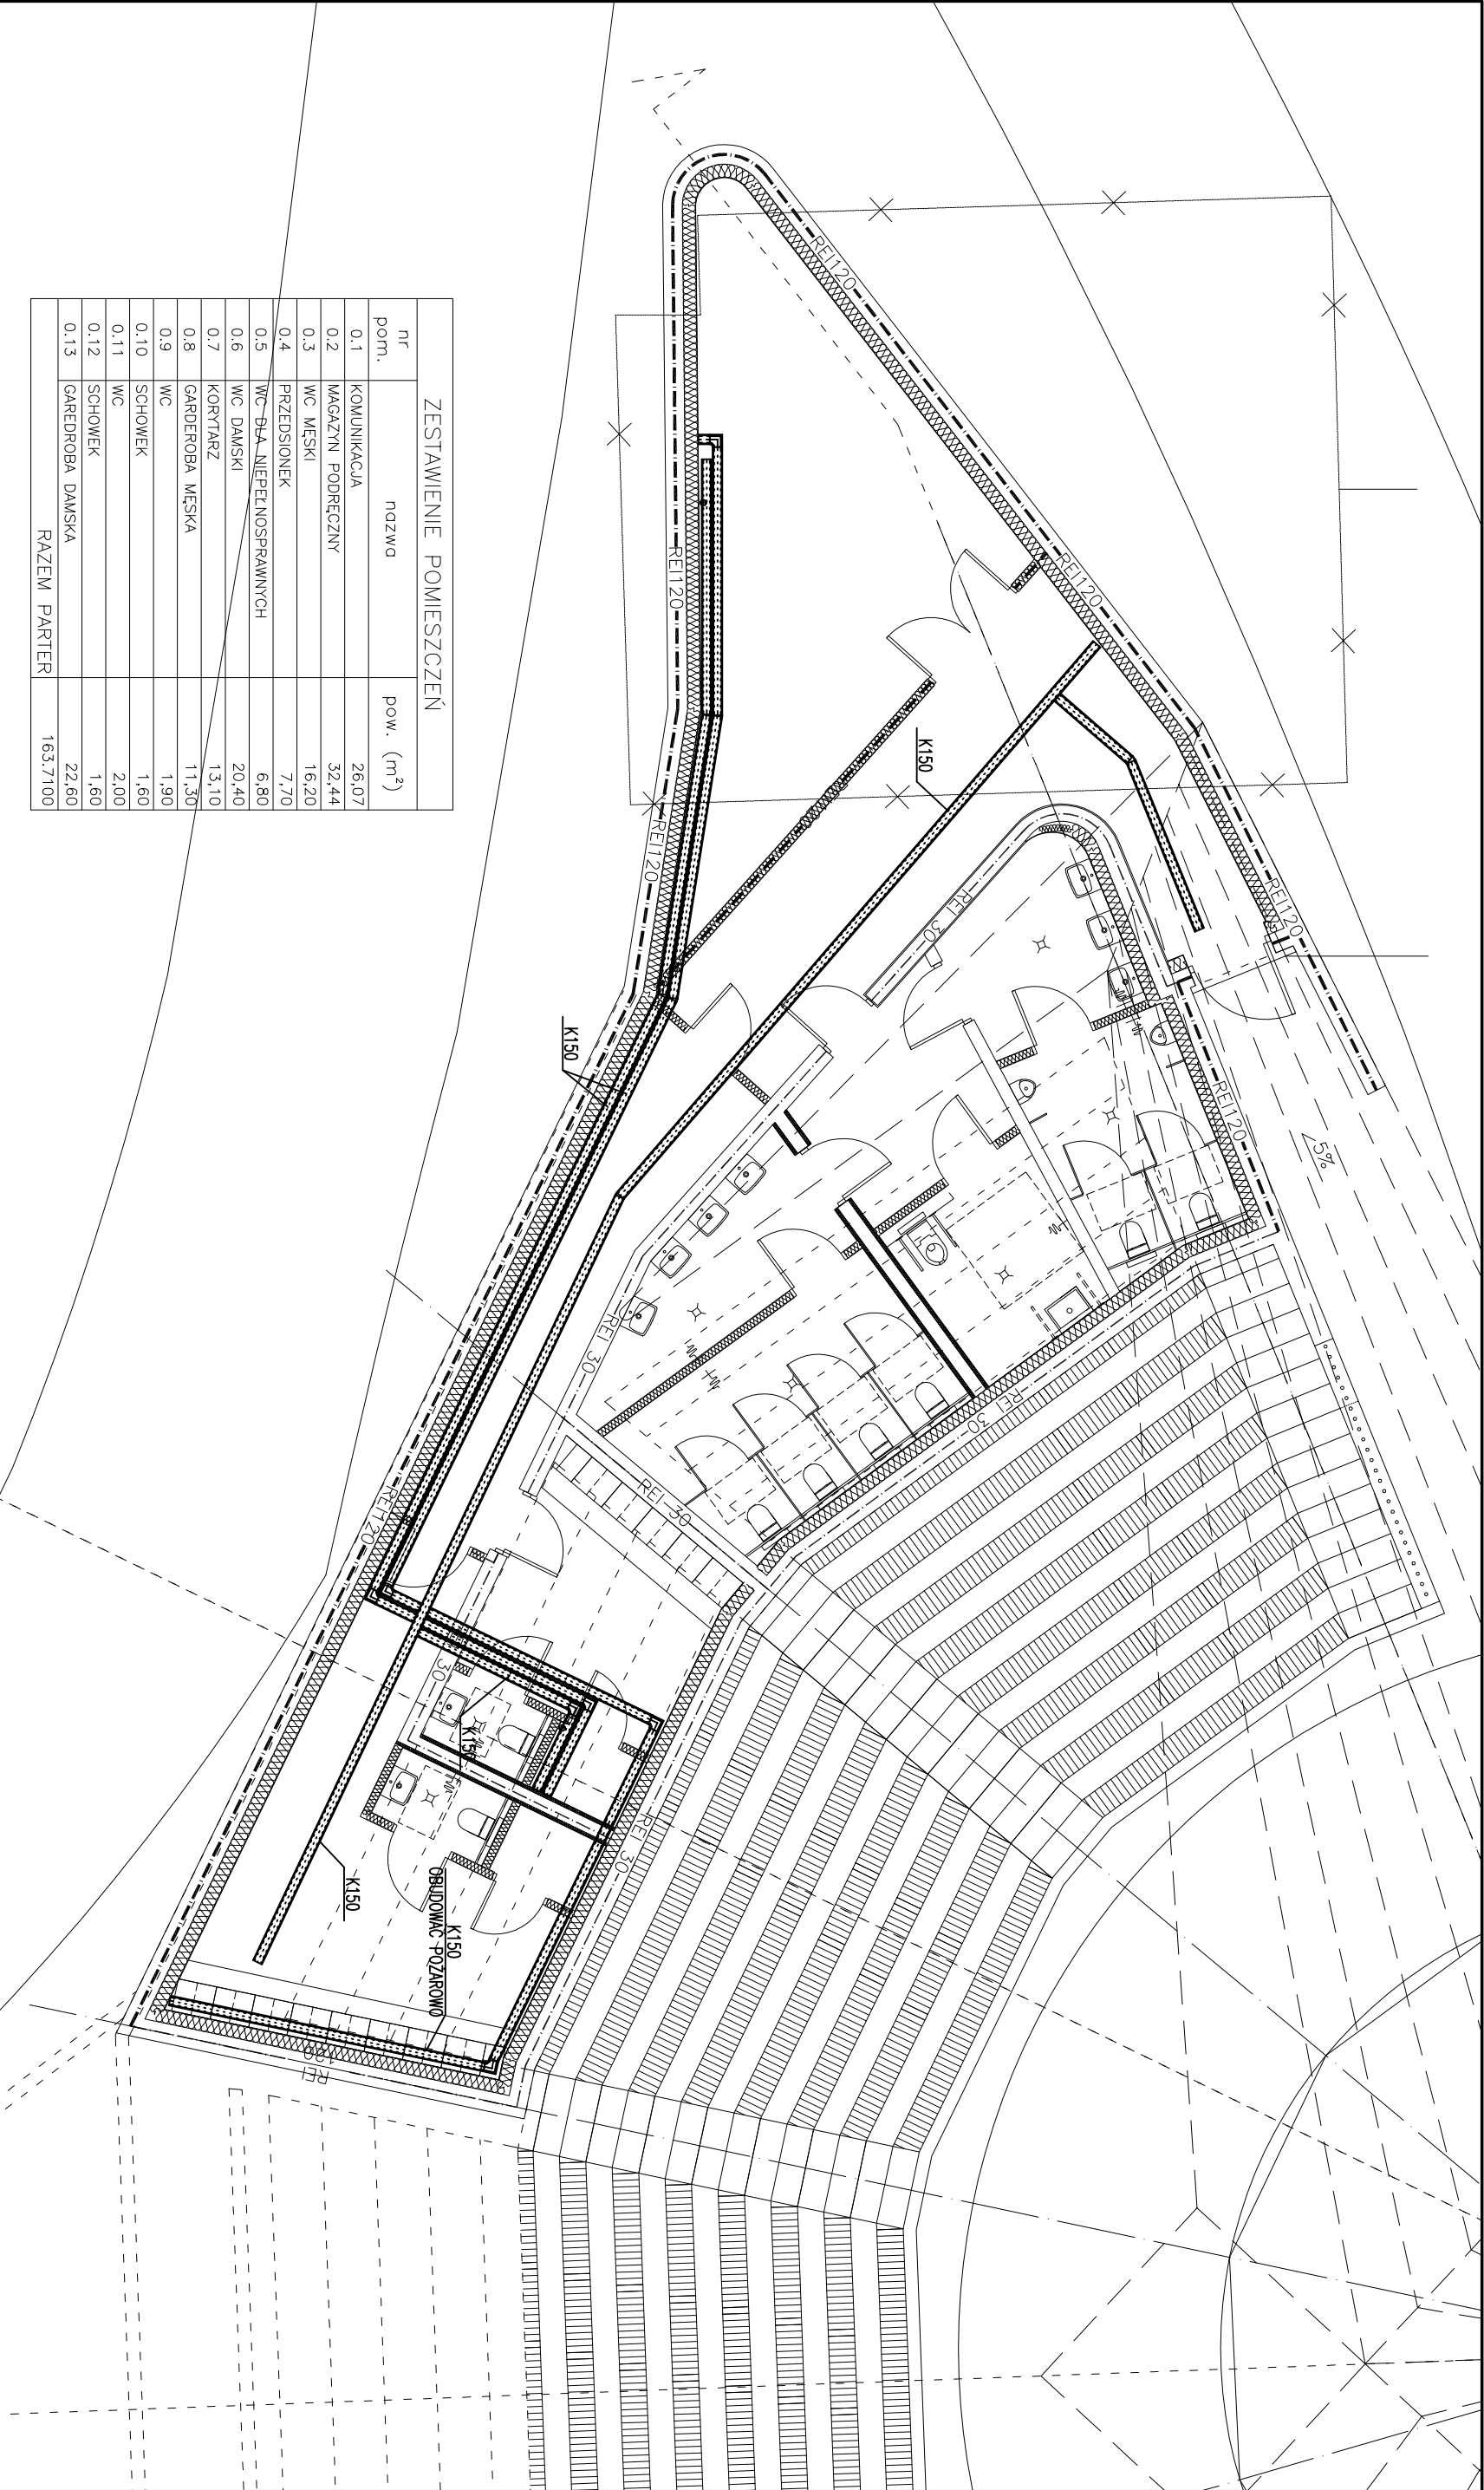 ZESTAWIENIE POMIESZCZEŃ
nr pom. nazwa pow. (m²)
0.1 KOMUNIKACJA 26,07
0.2 MAGAZYN PODRĘCZNY 32,44
0.3 WC MĘSKI 16,20
0.4 PRZEDSIONEK 7,70
0.5 WC DLA NIEPEŁNOSPRAWNYCH 6,80
0.6 WC DAMSKI 20,40
0.7 KORYTARZ 13,10
0.8 GARDEROBA MĘSKA 11,30
0.9 WC 1,90
0.10 SCHOWEK 1,60
0.11 WC 2,00
0.12 SCHOWEK 1,60
0.13 GAREDROBA DAMSKA 22,60
RAZEM PARTER 163.7100
REI120
REI120
REI120
REI120
REI120
REI120
REI120
REI 30
REI 30
REI 30
REI 30
REI 30
30
REI
5%
K150
K150
K150
K150
K150
OBUDOWAĆ POŻAROWO